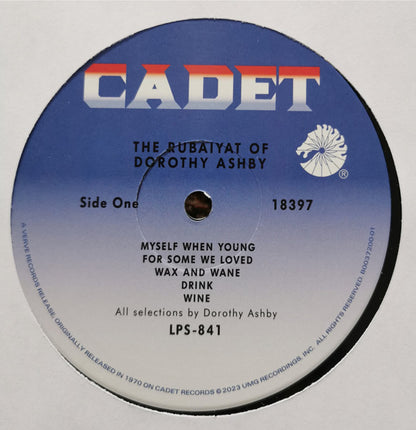 CADET
THE RUBAIYAT OF
DOROTHY ASHBY
®
Side One
18397
MYSELF WHEN YOUNG
FOR SOME WE LOVED
WAX AND WANE
DRINK
WINE
All selections by Dorothy Ashby
LPS-841
A VERVE RECORDS RELEASE. ORIGINALLY RELEASED IN 1970 ON CADET RECORDS ℗ 2023 UMG RECORDINGS, INC. ALL RIGHTS RESERVED. B0037200-01